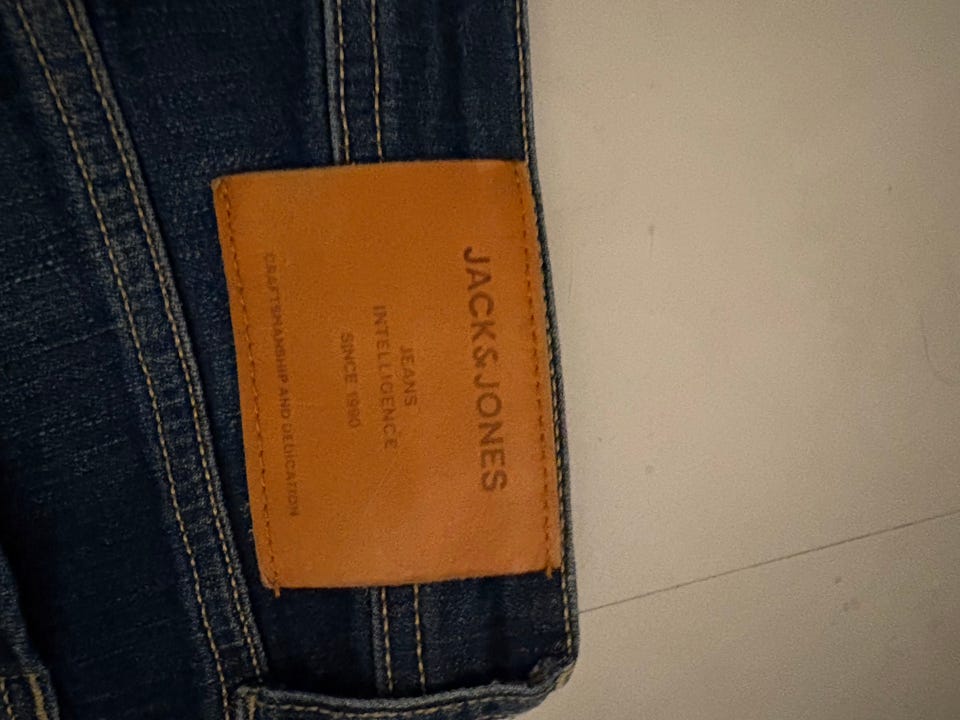 JACK&JONES
JEANS
INTELLIGENCE
SINCE 1990
CRAFTSMANSHIP AND DEDICATION